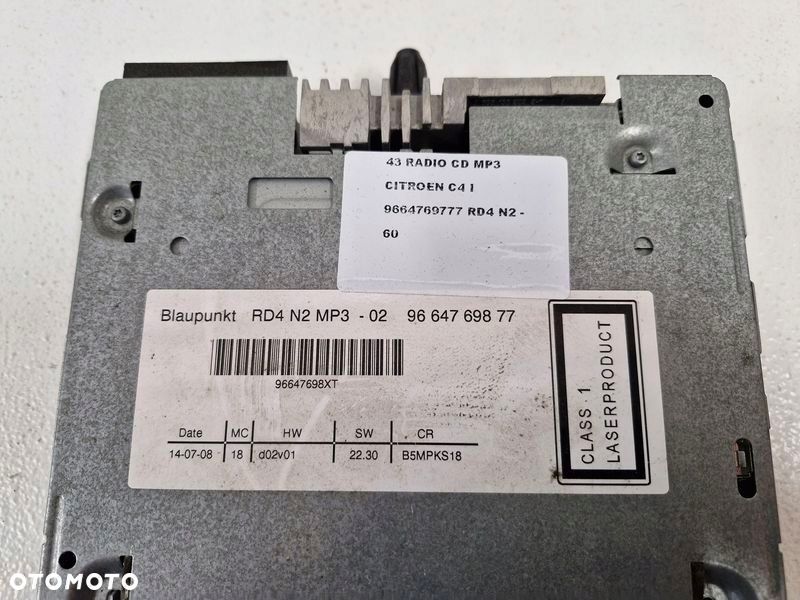 43 RADIO CD MP3
CITROEN C4 I
9664769777 RD4 N2 -
60
Blaupunkt RD4 N2 MP3 - 02 96 647 698 77
96647698XT
Date MC HW SW CR
14-07-08 18 d02v01 22.30 B5MPKS18
CLASS 1
LASERPRODUCT
OTOMOTO